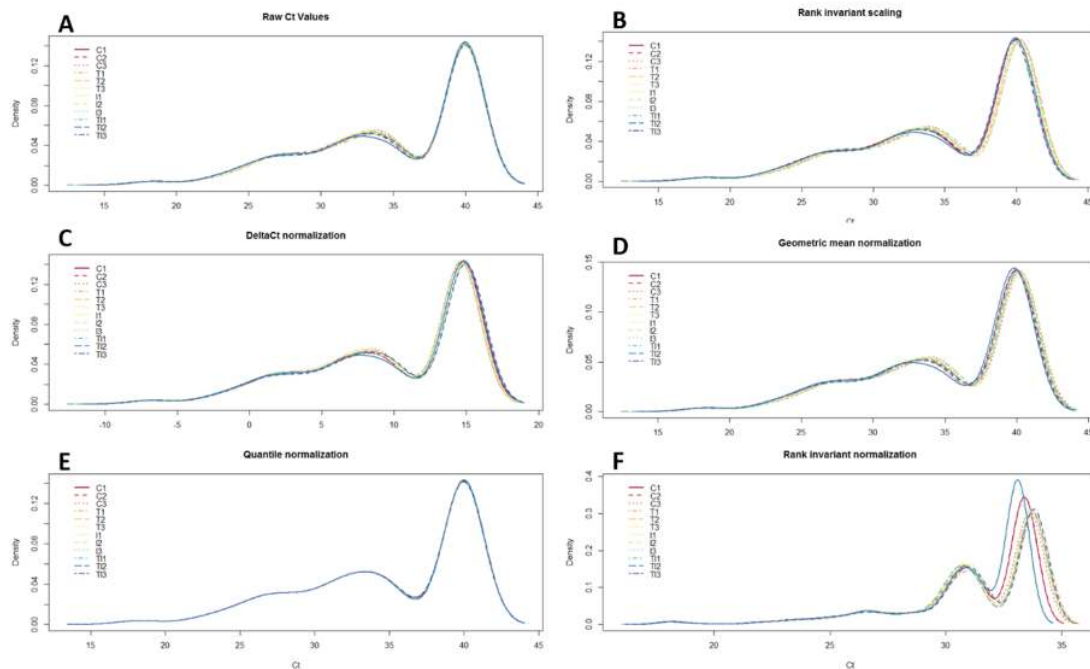 A
Raw Ct Values
Density
0.00 0.04 0.08 0.12
C1
C2
C3
T1
T2
T3
I1
I2
I3
TI1
TI2
TI3
15 20 25 30 35 40 45
B
Rank invariant scaling
Density
0.00 0.04 0.08 0.12
C1
C2
C3
T1
T2
T3
I1
I2
I3
TI1
TI2
TI3
15 20 25 30 35 40 45
Ct
C
DeltaCt normalization
Density
0.00 0.04 0.08 0.12
C1
C2
C3
T1
T2
T3
I1
I2
I3
TI1
TI2
TI3
-10 -5 0 5 10 15 20
D
Geometric mean normalization
Density
0.00 0.05 0.10 0.15
C1
C2
C3
T1
T2
T3
I1
I2
I3
TI1
TI2
TI3
15 20 25 30 35 40 45
E
Quantile normalization
Density
0.00 0.04 0.08 0.12
C1
C2
C3
T1
T2
T3
I1
I2
I3
TI1
TI2
TI3
15 20 25 30 35 40 45
Ct
F
Rank invariant normalization
Density
0.0 0.1 0.2 0.3 0.4
C1
C2
C3
T1
T2
T3
I1
I2
I3
TI1
TI2
TI3
20 25 30 35
Ct